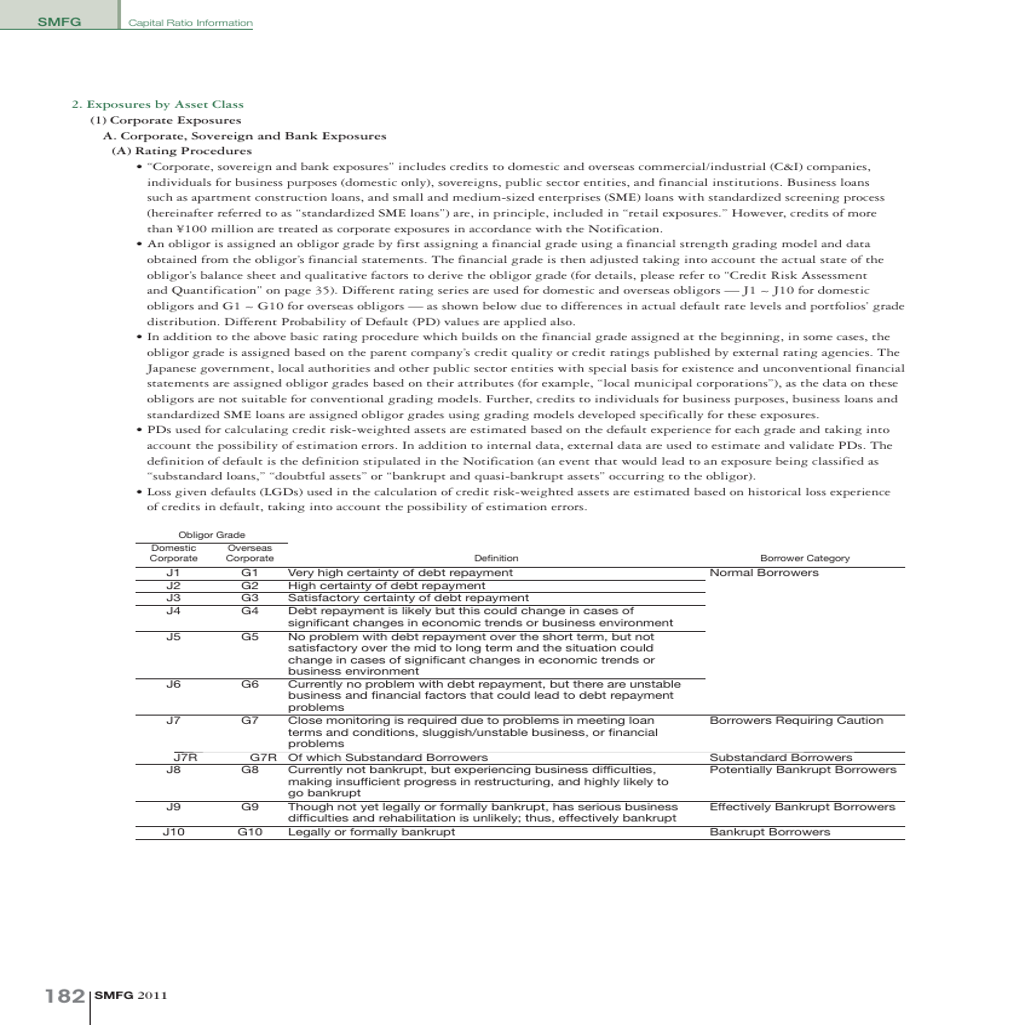 SMFG Capital Ratio Information
2. Exposures by Asset Class
(1) Corporate Exposures
A. Corporate, Sovereign and Bank Exposures
(A) Rating Procedures
• “Corporate, sovereign and bank exposures” includes credits to domestic and overseas commercial/industrial (C&I) companies,
individuals for business purposes (domestic only), sovereigns, public sector entities, and financial institutions. Business loans
such as apartment construction loans, and small and medium-sized enterprises (SME) loans with standardized screening process
(hereinafter referred to as “standardized SME loans”) are, in principle, included in “retail exposures.” However, credits of more
than ¥100 million are treated as corporate exposures in accordance with the Notification.
• An obligor is assigned an obligor grade by first assigning a financial grade using a financial strength grading model and data
obtained from the obligor’s financial statements. The financial grade is then adjusted taking into account the actual state of the
obligor’s balance sheet and qualitative factors to derive the obligor grade (for details, please refer to “Credit Risk Assessment
and Quantification” on page 35). Different rating series are used for domestic and overseas obligors — J1 – J10 for domestic
obligors and G1 – G10 for overseas obligors — as shown below due to differences in actual default rate levels and portfolios’ grade
distribution. Different Probability of Default (PD) values are applied also.
• In addition to the above basic rating procedure which builds on the financial grade assigned at the beginning, in some cases, the
obligor grade is assigned based on the parent company’s credit quality or credit ratings published by external rating agencies. The
Japanese government, local authorities and other public sector entities with special basis for existence and unconventional financial
statements are assigned obligor grades based on their attributes (for example, “local municipal corporations”), as the data on these
obligors are not suitable for conventional grading models. Further, credits to individuals for business purposes, business loans and
standardized SME loans are assigned obligor grades using grading models developed specifically for these exposures.
• PDs used for calculating credit risk-weighted assets are estimated based on the default experience for each grade and taking into
account the possibility of estimation errors. In addition to internal data, external data are used to estimate and validate PDs. The
definition of default is the definition stipulated in the Notification (an event that would lead to an exposure being classified as
“substandard loans,” “doubtful assets” or “bankrupt and quasi-bankrupt assets” occurring to the obligor).
• Loss given defaults (LGDs) used in the calculation of credit risk-weighted assets are estimated based on historical loss experience
of credits in default, taking into account the possibility of estimation errors.
Obligor Grade
Domestic Overseas
Corporate Corporate Definition Borrower Category
J1 G1 Very high certainty of debt repayment Normal Borrowers
J2 G2 High certainty of debt repayment
J3 G3 Satisfactory certainty of debt repayment
J4 G4 Debt repayment is likely but this could change in cases of
significant changes in economic trends or business environment
J5 G5 No problem with debt repayment over the short term, but not
satisfactory over the mid to long term and the situation could
change in cases of significant changes in economic trends or
business environment
J6 G6 Currently no problem with debt repayment, but there are unstable
business and financial factors that could lead to debt repayment
problems
J7 G7 Close monitoring is required due to problems in meeting loan Borrowers Requiring Caution
terms and conditions, sluggish/unstable business, or financial
problems
J7R G7R Of which Substandard Borrowers Substandard Borrowers
J8 G8 Currently not bankrupt, but experiencing business difficulties, Potentially Bankrupt Borrowers
making insufficient progress in restructuring, and highly likely to
go bankrupt
J9 G9 Though not yet legally or formally bankrupt, has serious business Effectively Bankrupt Borrowers
difficulties and rehabilitation is unlikely; thus, effectively bankrupt
J10 G10 Legally or formally bankrupt Bankrupt Borrowers
182 SMFG 2011